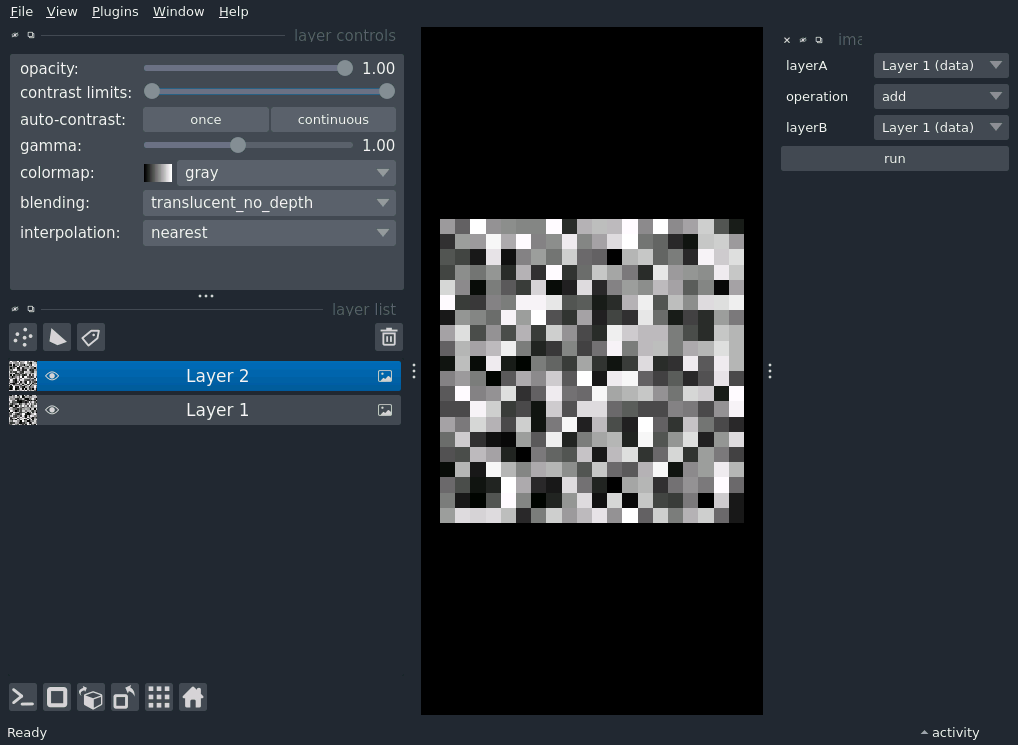 File View Plugins Window Help
layer controls
opacity: 1.00
contrast limits:
auto-contrast: once continuous
gamma: 1.00
colormap: gray
blending: translucent_no_depth
interpolation: nearest
layer list
Layer 2
Layer 1
ima
layerA Layer 1 (data)
operation add
layerB Layer 1 (data)
run
Ready
activity